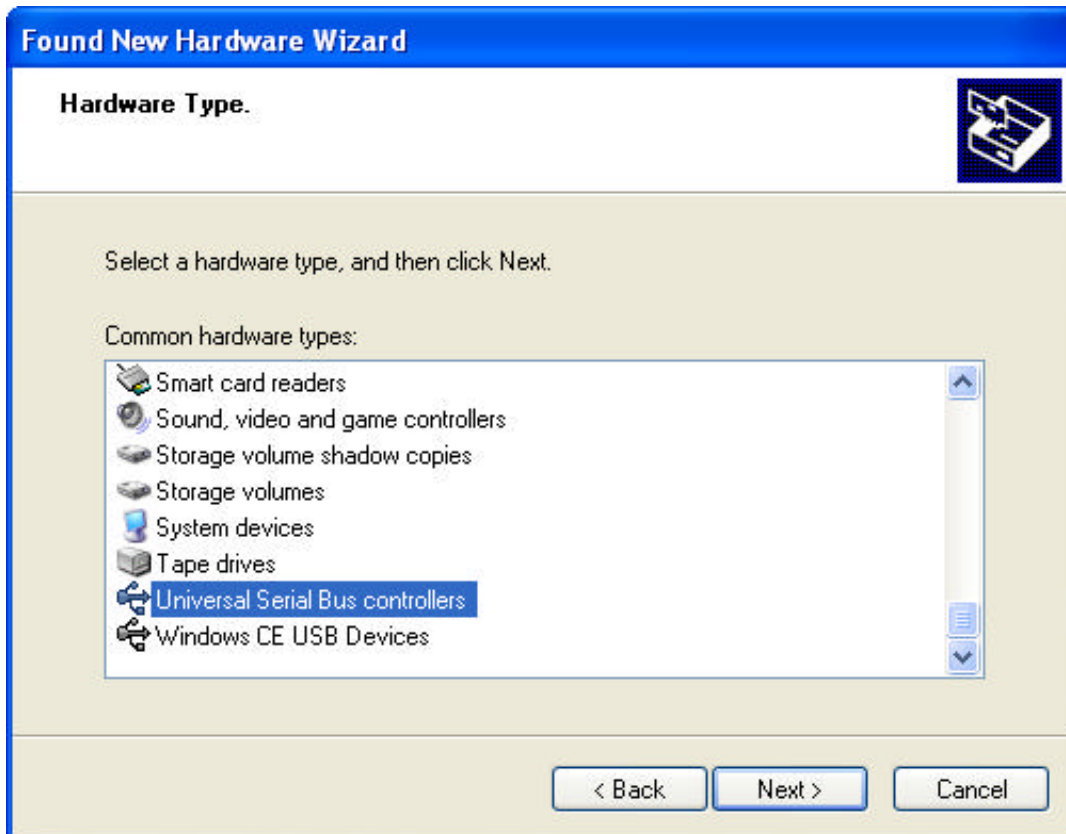 Found New Hardware Wizard
Hardware Type.
Select a hardware type, and then click Next.
Common hardware types:
Smart card readers
Sound, video and game controllers
Storage volume shadow copies
Storage volumes
System devices
Tape drives
Universal Serial Bus controllers
Windows CE USB Devices
< Back Next > Cancel